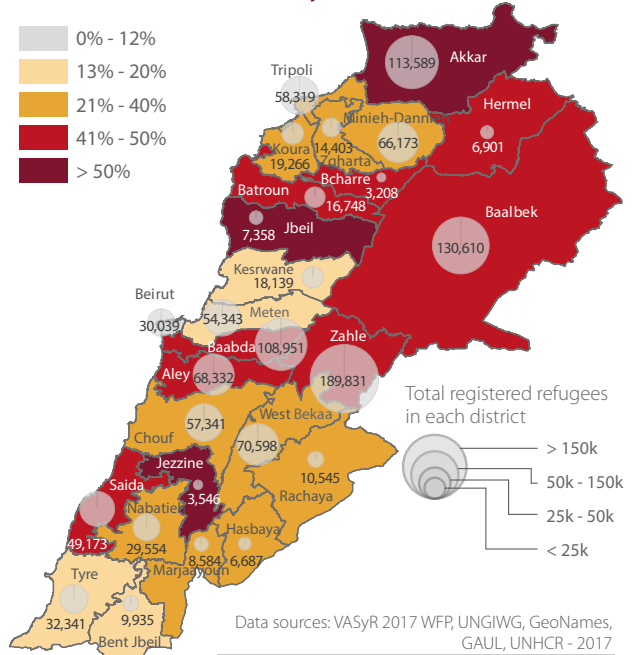 0% - 12%
13% - 20%
21% - 40%
41% - 50%
> 50%
Akkar
113,589
Tripoli
58,319
Hermel
6,901
Minieh-Danni
66,173
Koura
19,266
14,403
Zgharta
Bcharre
3,208
Batroun
16,748
Baalbek
130,610
Jbeil
7,358
Kesrwane
18,139
Beirut
30,039
54,343
Meten
Zahle
189,831
Baabda
108,951
Aley
68,332
Total registered refugees
in each district
> 150k
50k - 150k
25k - 50k
< 25k
57,341
Chouf
West Bekaa
70,598
Jezzine
3,546
10,545
Rachaya
Saida
49,173
Nabatieh
29,554
Hasbaya
6,687
8,584
Marjaayoun
Tyre
32,341
9,935
Bent Jbeil
Data sources: VASyR 2017 WFP, UNGIWG, GeoNames,
GAUL, UNHCR - 2017